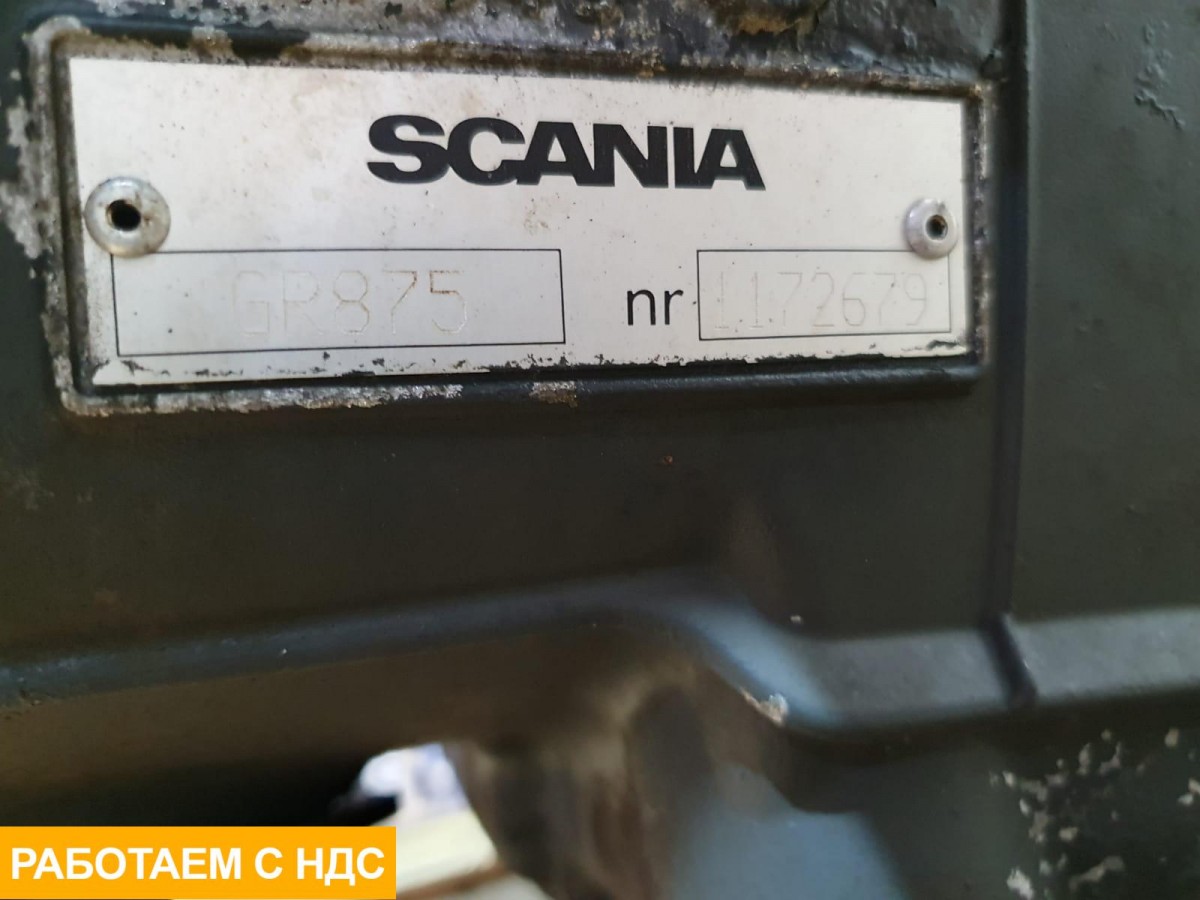 SCANIA
GR875 nr 1172679
РАБОТАЕМ С НДС